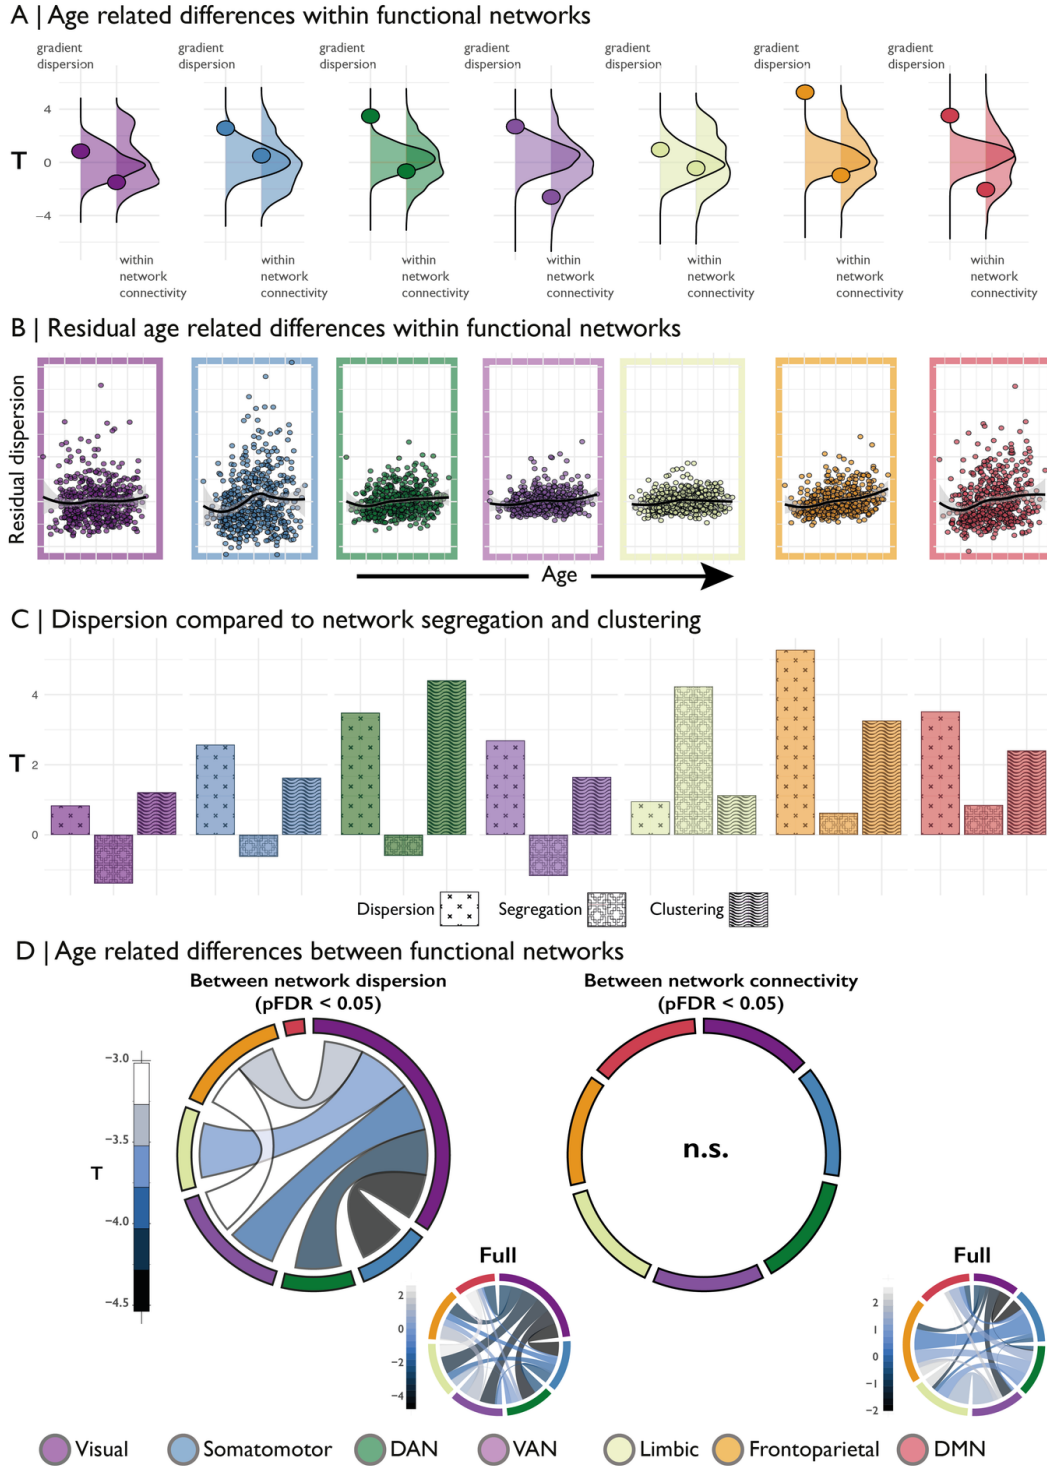 A | Age related differences within functional networks
gradient dispersion
gradient dispersion
gradient dispersion
gradient dispersion
gradient dispersion
gradient dispersion
gradient dispersion
4
T 0
−4
within network connectivity
within network connectivity
within network connectivity
within network connectivity
within network connectivity
within network connectivity
within network connectivity
B | Residual age related differences within functional networks
Residual dispersion
Age
C | Dispersion compared to network segregation and clustering
4
T 2
0
Dispersion Segregation Clustering
D | Age related differences between functional networks
Between network dispersion
(pFDR < 0.05)
Between network connectivity
(pFDR < 0.05)
−3.0
−3.5
T
−4.0
−4.5
n.s.
Full
2
0
−2
−4
Full
2
1
0
−1
−2
Visual Somatomotor DAN VAN Limbic Frontoparietal DMN